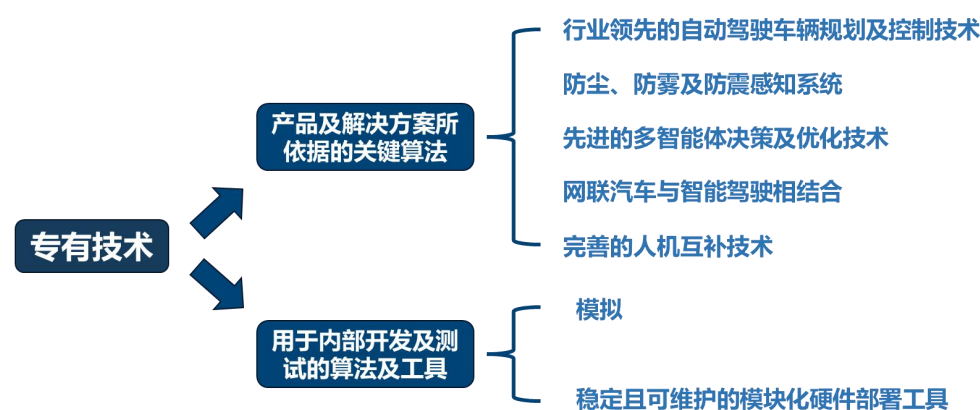 专有技术
产品及解决方案所
依据的关键算法
行业领先的自动驾驶车辆规划及控制技术
防尘、防雾及防震感知系统
先进的多智能体决策及优化技术
网联汽车与智能驾驶相结合
完善的人机互补技术
用于内部开发及测
试的算法及工具
模拟
稳定且可维护的模块化硬件部署工具